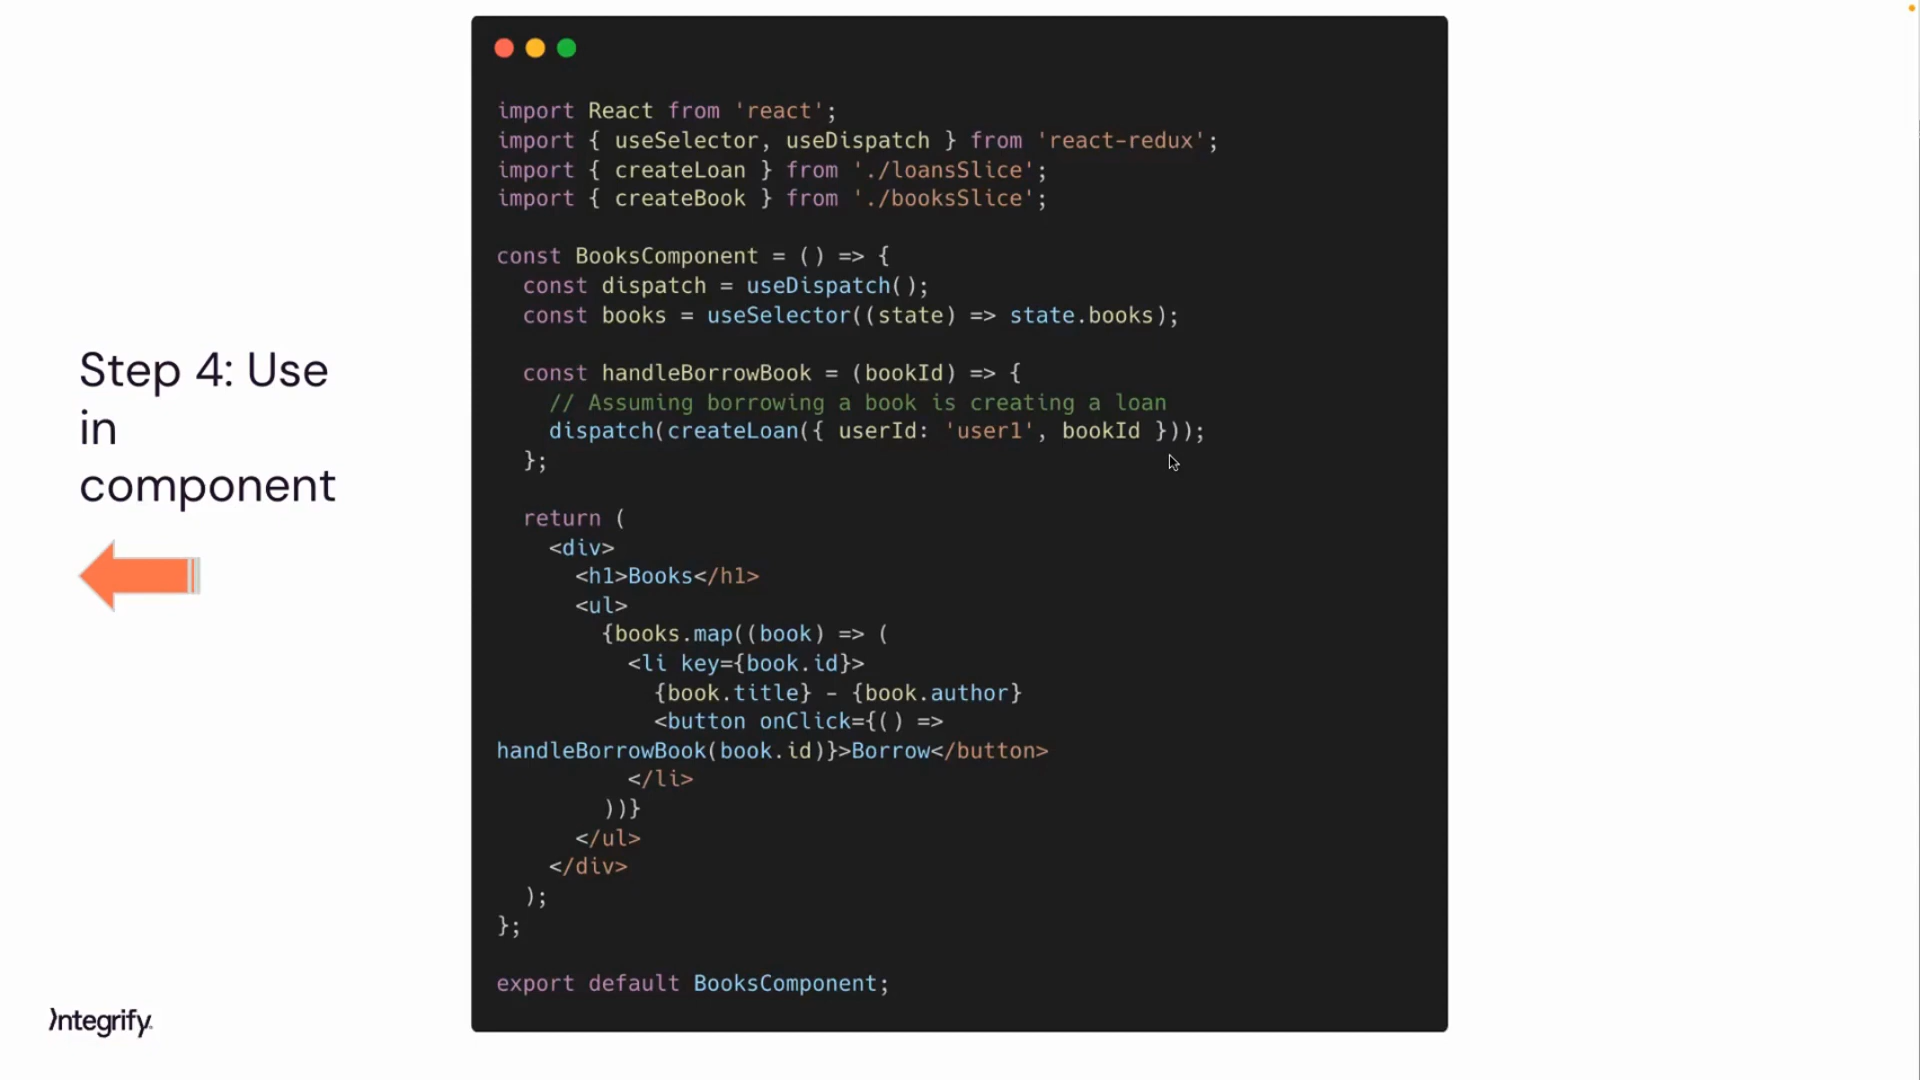 Step 4: Use
in
component
import React from 'react';
import { useSelector, useDispatch } from 'react-redux';
import { createLoan } from './loansSlice';
import { createBook } from './booksSlice';
const BooksComponent = () => {
  const dispatch = useDispatch();
  const books = useSelector((state) => state.books);
  const handleBorrowBook = (bookId) => {
    // Assuming borrowing a book is creating a loan
    dispatch(createLoan({ userId: 'user1', bookId }));
  };
  return (
    <div>
      <h1>Books</h1>
      <ul>
        {books.map((book) => (
          <li key={book.id}>
            {book.title} - {book.author}
            <button onClick={() =>
handleBorrowBook(book.id)}>Borrow</button>
          </li>
        ))}
      </ul>
    </div>
  );
};
export default BooksComponent;
Integrify